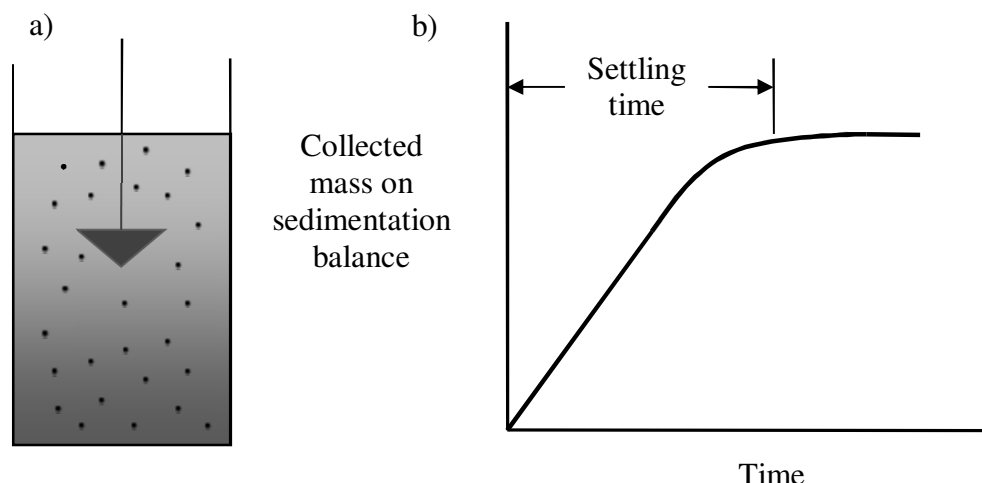 a)
b)
Settling
time
Collected
mass on
sedimentation
balance
Time